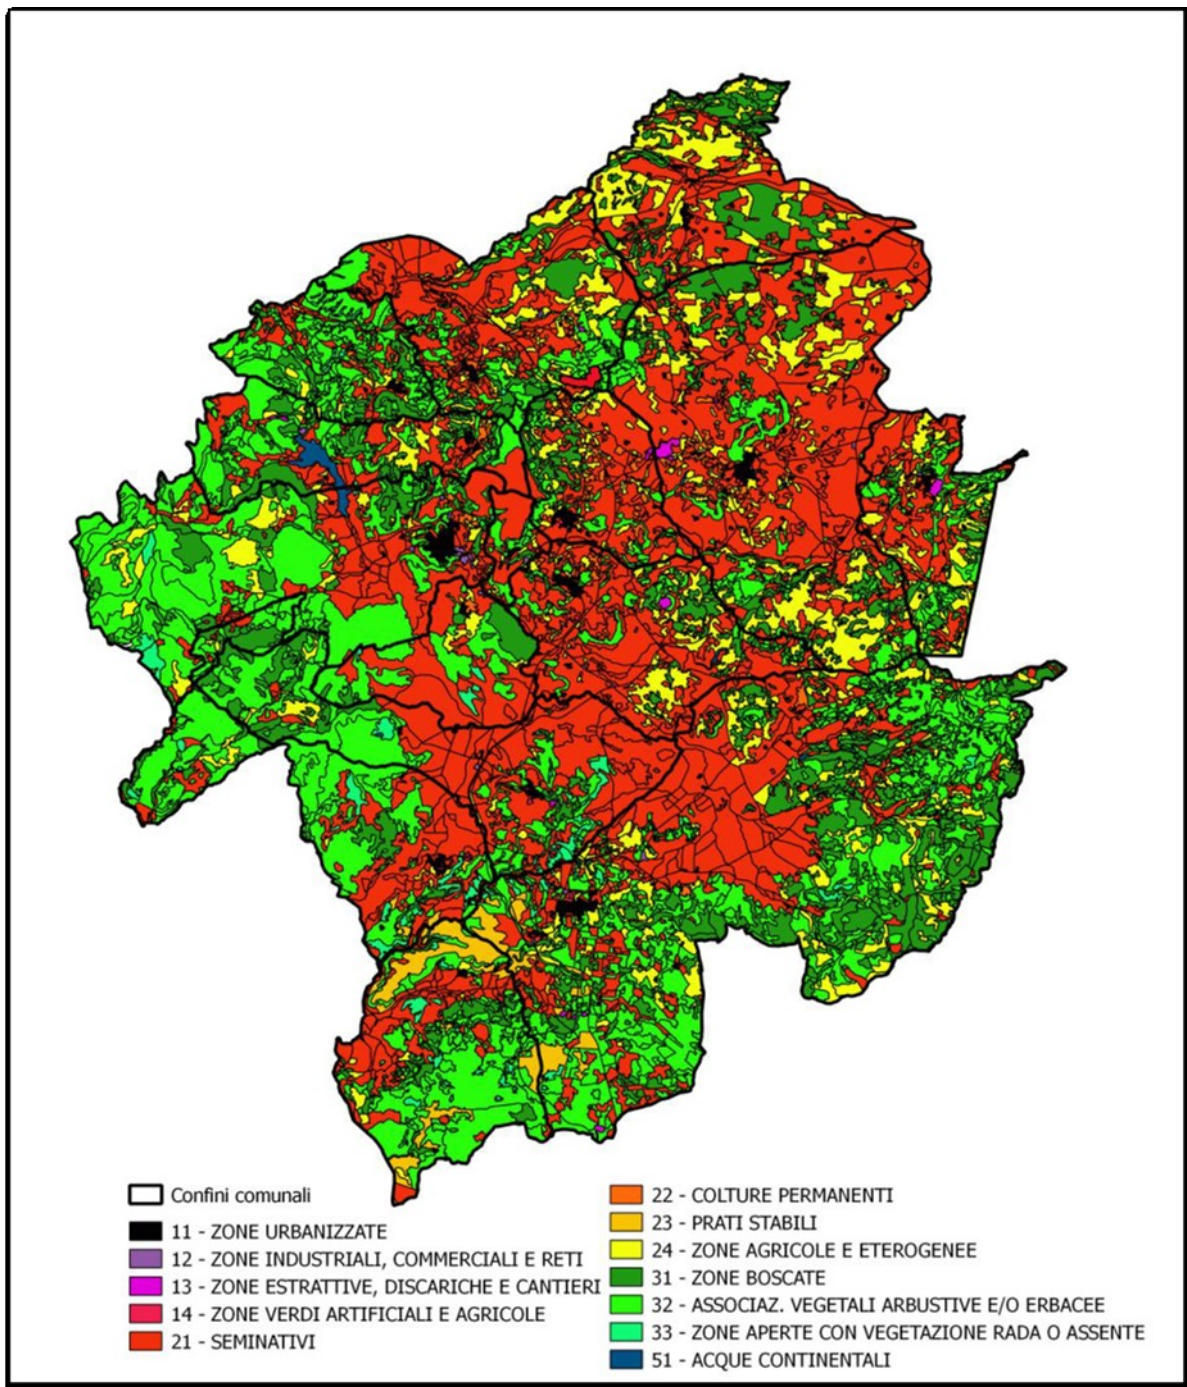 Confini comunali
11 - ZONE URBANIZZATE
12 - ZONE INDUSTRIALI, COMMERCIALI E RETI
13 - ZONE ESTRATTIVE, DISCARICHE E CANTIERI
14 - ZONE VERDI ARTIFICIALI E AGRICOLE
21 - SEMINATIVI
22 - COLTURE PERMANENTI
23 - PRATI STABILI
24 - ZONE AGRICOLE E ETEROGENEE
31 - ZONE BOSCATE
32 - ASSOCIAZ. VEGETALI ARBUSTIVE E/O ERBACEE
33 - ZONE APERTE CON VEGETAZIONE RADA O ASSENTE
51 - ACQUE CONTINENTALI